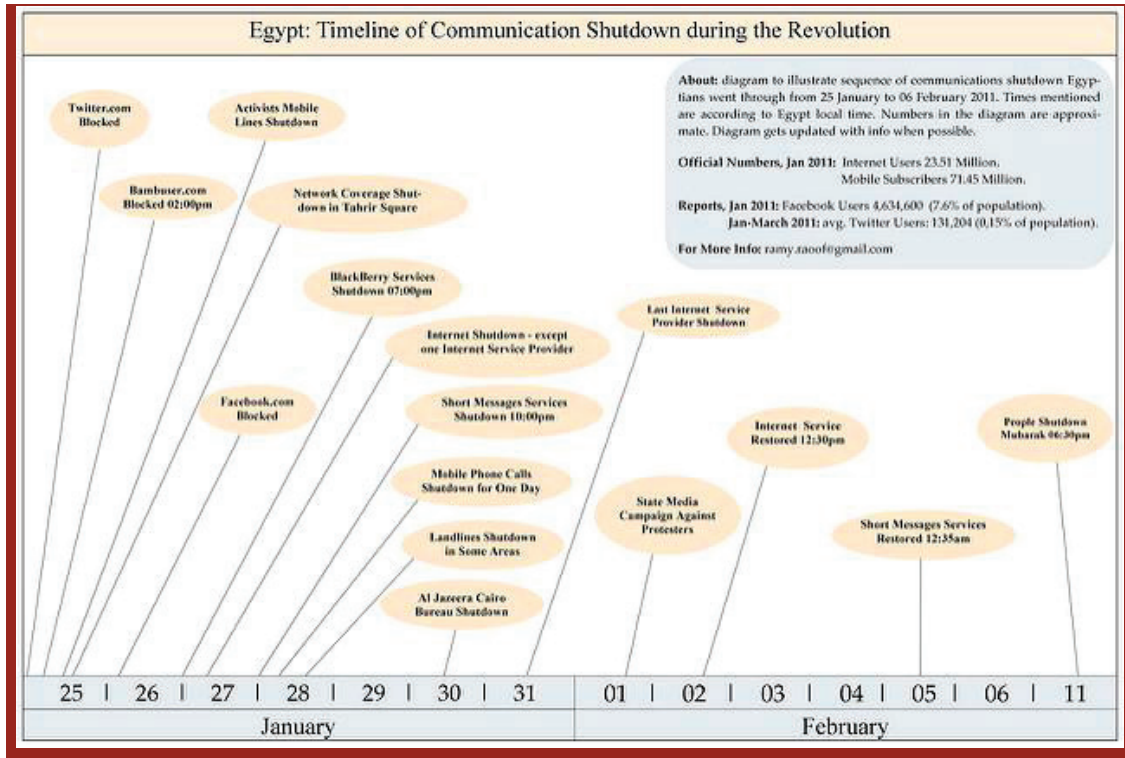 Egypt: Timeline of Communication Shutdown during the Revolution
About: diagram to illustrate sequence of communications shutdown Egyp-
tians went through from 25 January to 06 February 2011. Times mentioned
are according to Egypt local time. Numbers in the diagram are approxi-
mate. Diagram gets updated with info when possible.
Official Numbers, Jan 2011: Internet Users 23.51 Million.
Mobile Subscribers 71.45 Million.
Reports, Jan 2011: Facebook Users 4,634,600 (7.6% of population).
Jan-March 2011: avg. Twitter Users: 131,204 (0,15% of population).
For More Info: ramy.raoof@gmail.com
Twitter.com
Blocked
Activists Mobile
Lines Shutdown
Bambuser.com
Blocked 02:00pm
Network Coverage Shut-
down in Tahrir Square
BlackBerry Services
Shutdown 07:00pm
Last Internet Service
Provider Shutdown
Internet Shutdown - except
one Internet Service Provider
Facebook.com
Blocked
Short Messages Services
Shutdown 10:00pm
Internet Service
Restored 12:30pm
People Shutdown
Mubarak 06:30pm
Mobile Phone Calls
Shutdown for One Day
State Media
Campaign Against
Protesters
Short Messages Services
Restored 12:35am
Landlines Shutdown
in Some Areas
Al Jazeera Cairo
Bureau Shutdown
25 | 26 | 27 | 28 | 29 | 30 | 31 01 | 02 | 03 | 04 | 05 | 06 | 11
January February